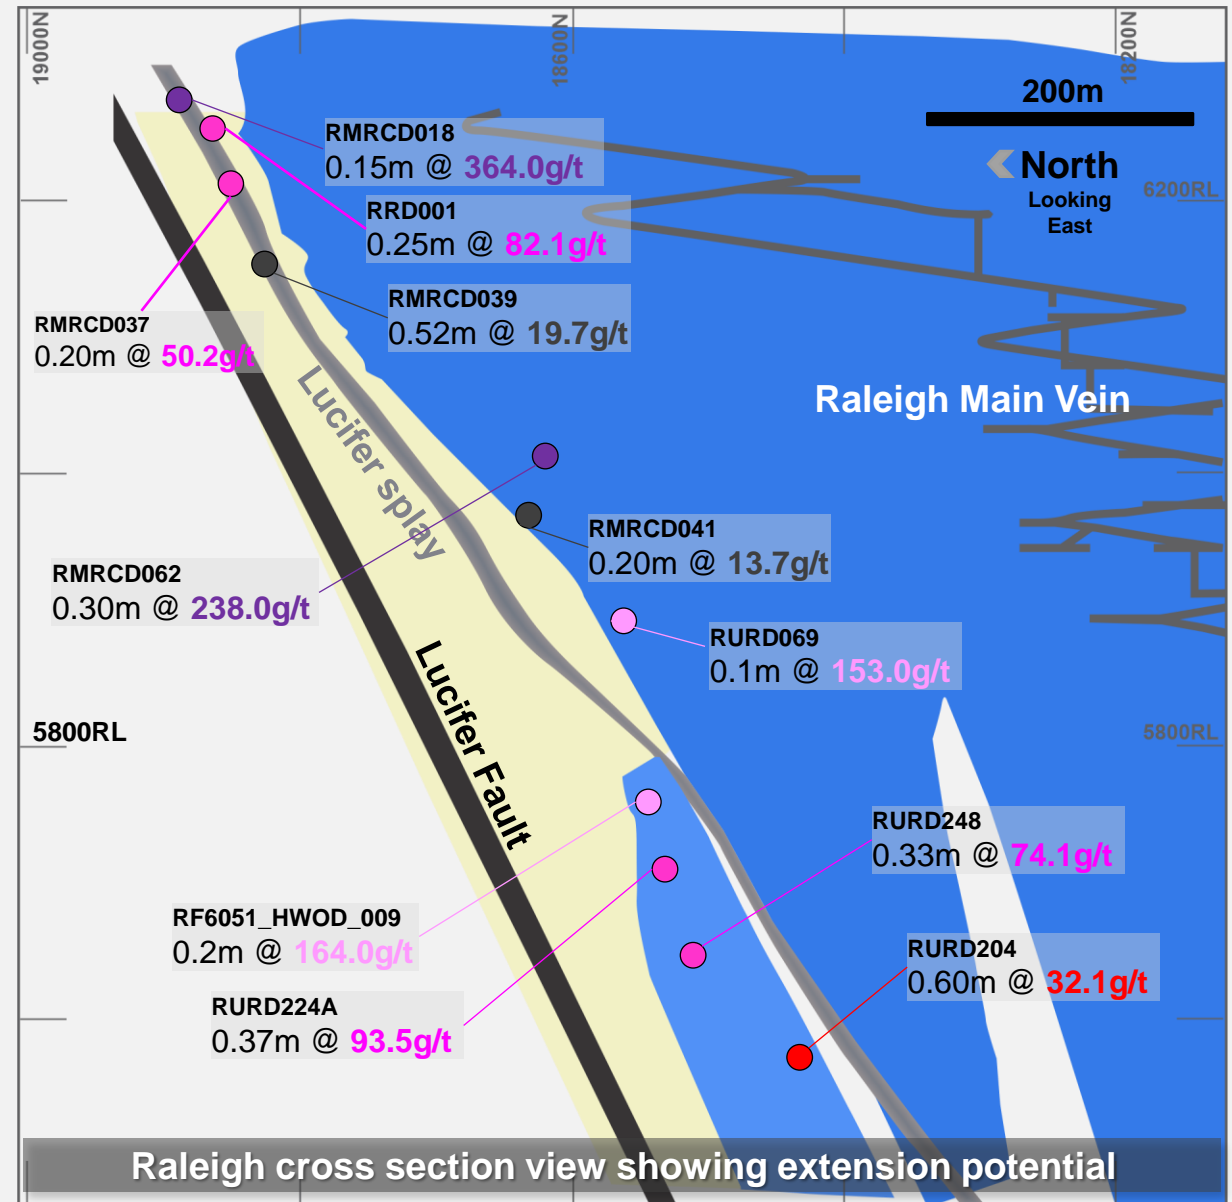 19000N
18600N
18200N
200m
North
Looking
East
6200RL
RMRCD018
0.15m @ 364.0g/t
RRD001
0.25m @ 82.1g/t
RMRCD039
0.52m @ 19.7g/t
RMRCD037
0.20m @ 50.2g/t
Raleigh Main Vein
Lucifer splay
RMRCD041
0.20m @ 13.7g/t
RMRCD062
0.30m @ 238.0g/t
RURD069
0.1m @ 153.0g/t
Lucifer Fault
5800RL
5800RL
RURD248
0.33m @ 74.1g/t
RF6051_HWOD_009
0.2m @ 164.0g/t
RURD204
0.60m @ 32.1g/t
RURD224A
0.37m @ 93.5g/t
Raleigh cross section view showing extension potential